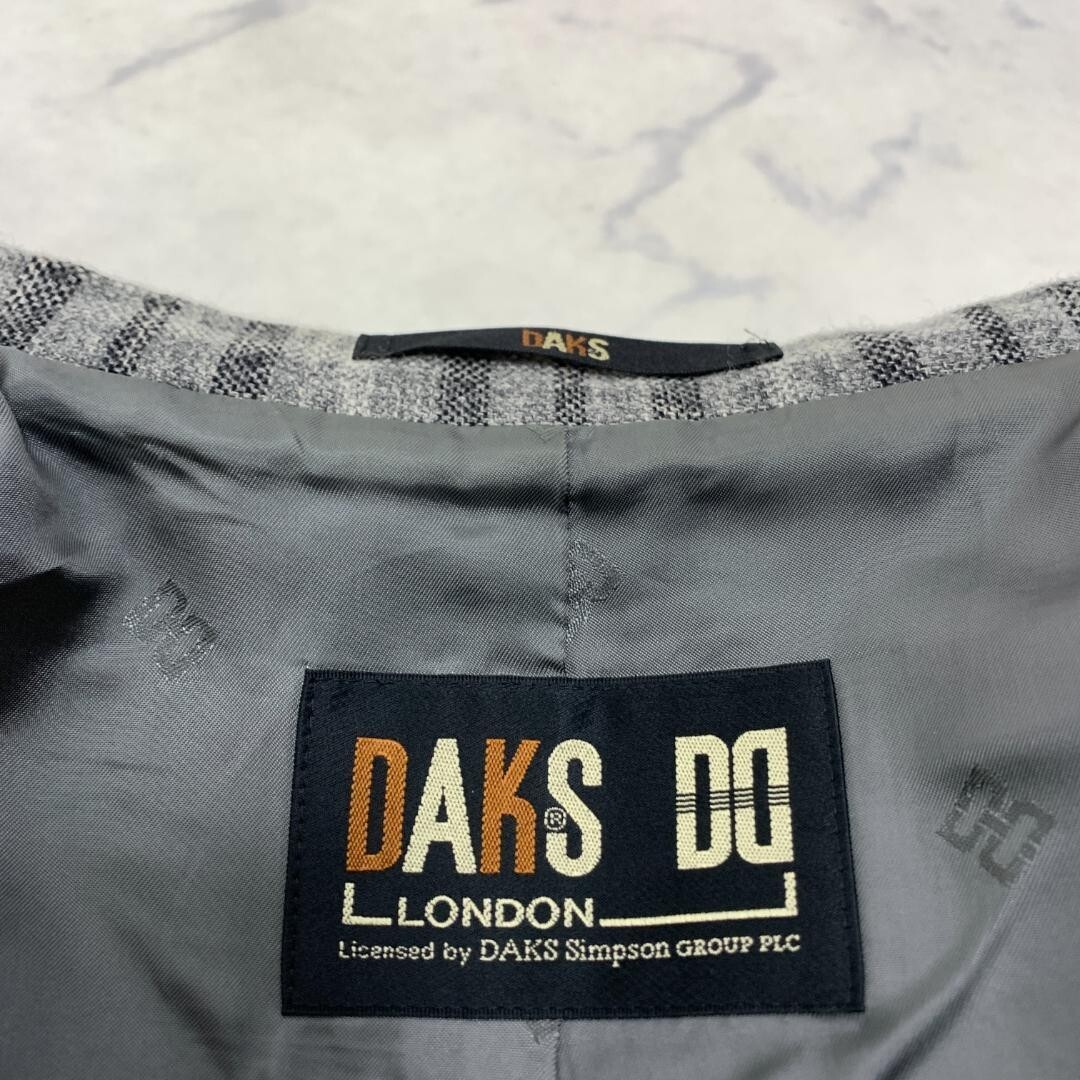 DAKS
DAKS® DD
LONDON
Licensed by DAKS Simpson GROUP PLC